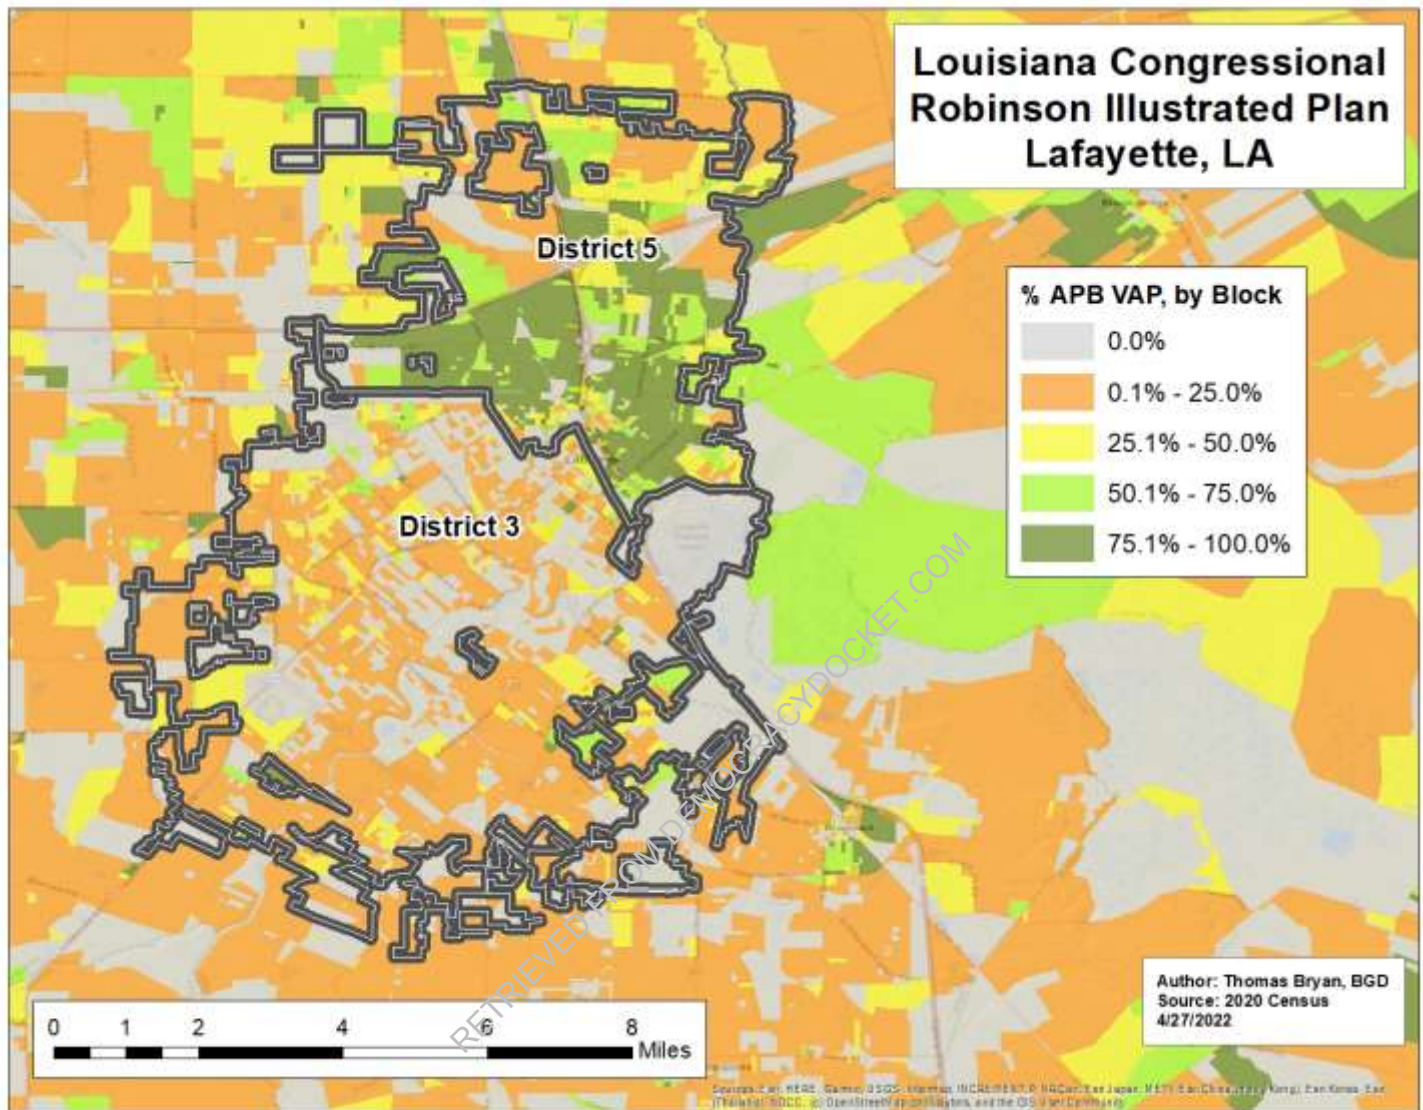 Louisiana Congressional
Robinson Illustrated Plan
Lafayette, LA
District 5
% APB VAP, by Block
0.0%
0.1% - 25.0%
25.1% - 50.0%
50.1% - 75.0%
75.1% - 100.0%
District 3
RETRIEVED FROM DEMOCRACYDOCKET.COM
Author: Thomas Bryan, BGD
Source: 2020 Census
4/27/2022
0 1 2 4 6 8
Miles